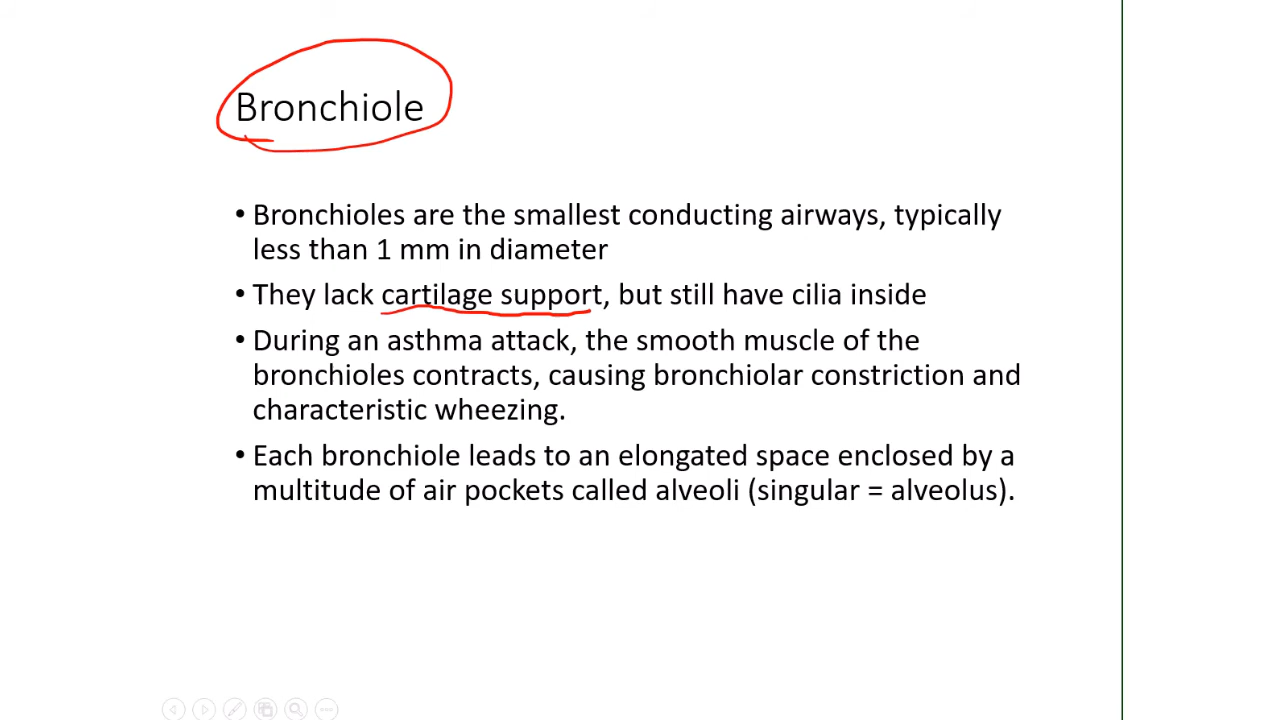 Bronchiole
• Bronchioles are the smallest conducting airways, typically
less than 1 mm in diameter
• They lack cartilage support, but still have cilia inside
• During an asthma attack, the smooth muscle of the
bronchioles contracts, causing bronchiolar constriction and
characteristic wheezing.
• Each bronchiole leads to an elongated space enclosed by a
multitude of air pockets called alveoli (singular = alveolus).